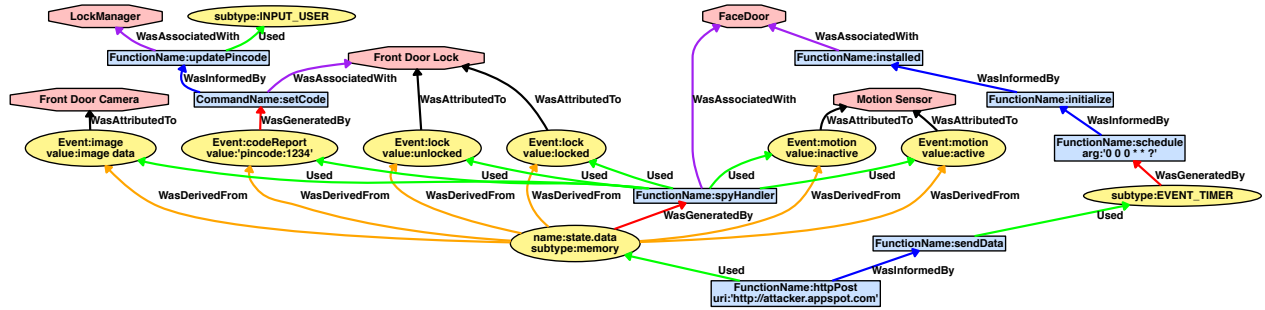 LockManager
subtype:INPUT_USER
FaceDoor
WasAssociatedWith
Used
WasAssociatedWith
FunctionName:updatePincode
Front Door Lock
FunctionName:installed
WasInformedBy
WasAssociatedWith
WasInformedBy
Front Door Camera
CommandName:setCode
WasAttributedTo
WasAttributedTo
WasAssociatedWith
Motion Sensor
FunctionName:initialize
WasAttributedTo
WasGeneratedBy
WasAttributedTo
WasAttributedTo
WasInformedBy
Event:image
value:image data
Event:codeReport
value:'pincode:1234'
Event:lock
value:unlocked
Event:lock
value:locked
Event:motion
value:inactive
Event:motion
value:active
FunctionName:schedule
arg:'0 0 0 * * ?'
Used
Used
Used
Used
Used
Used
WasGeneratedBy
WasDerivedFrom
WasDerivedFrom
WasDerivedFrom
WasDerivedFrom
FunctionName:spyHandler
WasDerivedFrom
WasDerivedFrom
subtype:EVENT_TIMER
WasGeneratedBy
Used
name:state.data
subtype:memory
FunctionName:sendData
Used
WasInformedBy
FunctionName:httpPost
uri:'http://attacker.appspot.com'